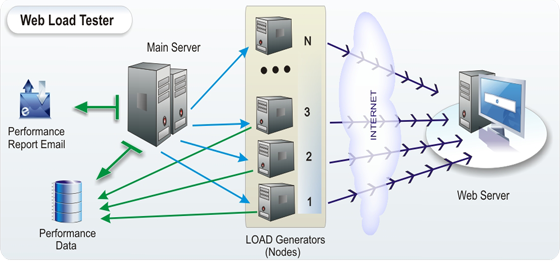 Web Load Tester
Main Server
N
3
2
1
INTERNET
Performance
Report Email
Performance
Data
LOAD Generators
(Nodes)
Web Server